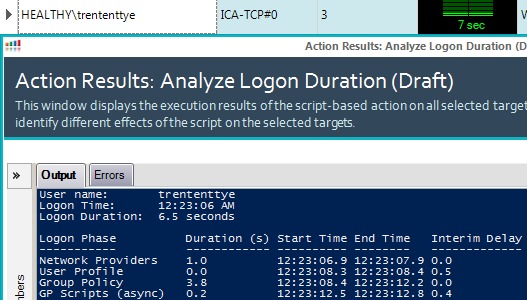 HEALTHY\trententtye ICA-TCP#0 3
7 sec
Action Results: Analyze Logon Duration (D
Action Results: Analyze Logon Duration (Draft)
This window displays the execution results of the script-based action on all selected target
identify different effects of the script on the selected targets.
» Output Errors
User name: trententtye
Logon Time: 12:23:06 AM
Logon Duration: 6.5 seconds
Logon Phase Duration (s) Start Time End Time Interim Delay
----------- ------------ ---------- -------- -------------
Network Providers 1.0 12:23:06.9 12:23:07.9 0.0
User Profile 0.0 12:23:08.3 12:23:08.4 0.5
Group Policy 3.8 12:23:08.4 12:23:12.2 0.0
GP Scripts (async) 0.2 12:23:12.5 12:23:12.8 0.4
mbers